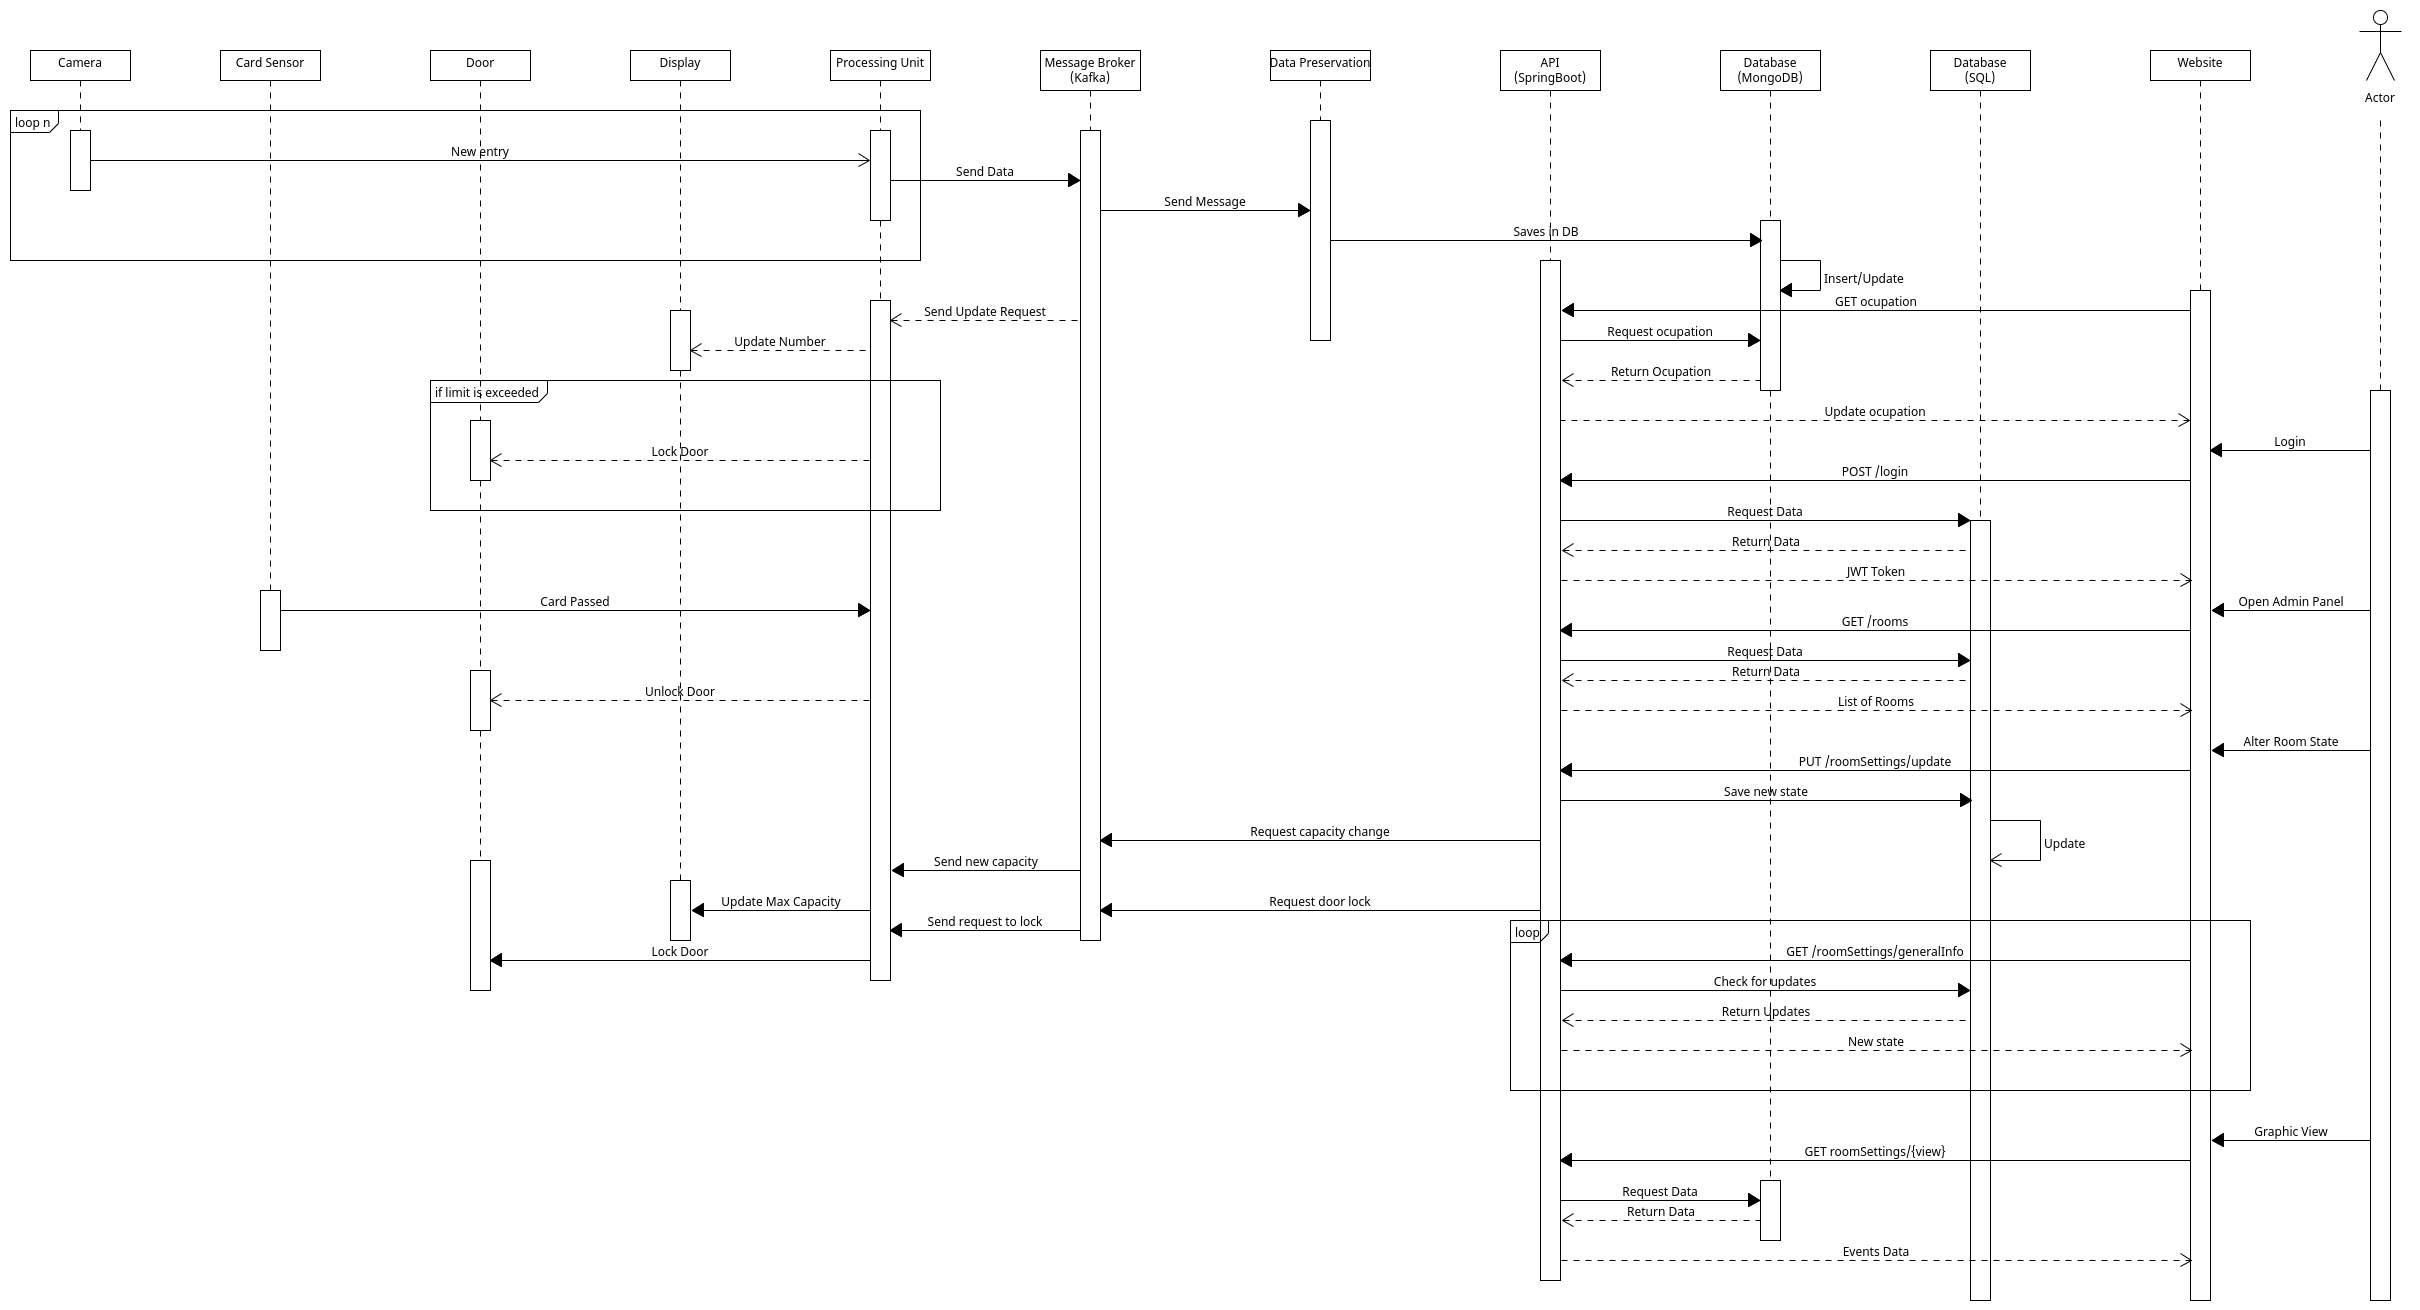 Camera
Card Sensor
Door
Display
Processing Unit
Message Broker
(Kafka)
Data Preservation
API
(SpringBoot)
Database
(MongoDB)
Database
(SQL)
Website
Actor
loop n
New entry
Send Data
Send Message
Saves in DB
Insert/Update
GET ocupation
Send Update Request
Request ocupation
Update Number
Return Ocupation
if limit is exceeded
Update ocupation
Login
Lock Door
POST /login
Request Data
Return Data
JWT Token
Card Passed
Open Admin Panel
GET /rooms
Request Data
Return Data
Unlock Door
List of Rooms
Alter Room State
PUT /roomSettings/update
Save new state
Request capacity change
Update
Send new capacity
Update Max Capacity
Request door lock
Send request to lock
loop
Lock Door
GET /roomSettings/generalInfo
Check for updates
Return Updates
New state
Graphic View
GET roomSettings/{view}
Request Data
Return Data
Events Data